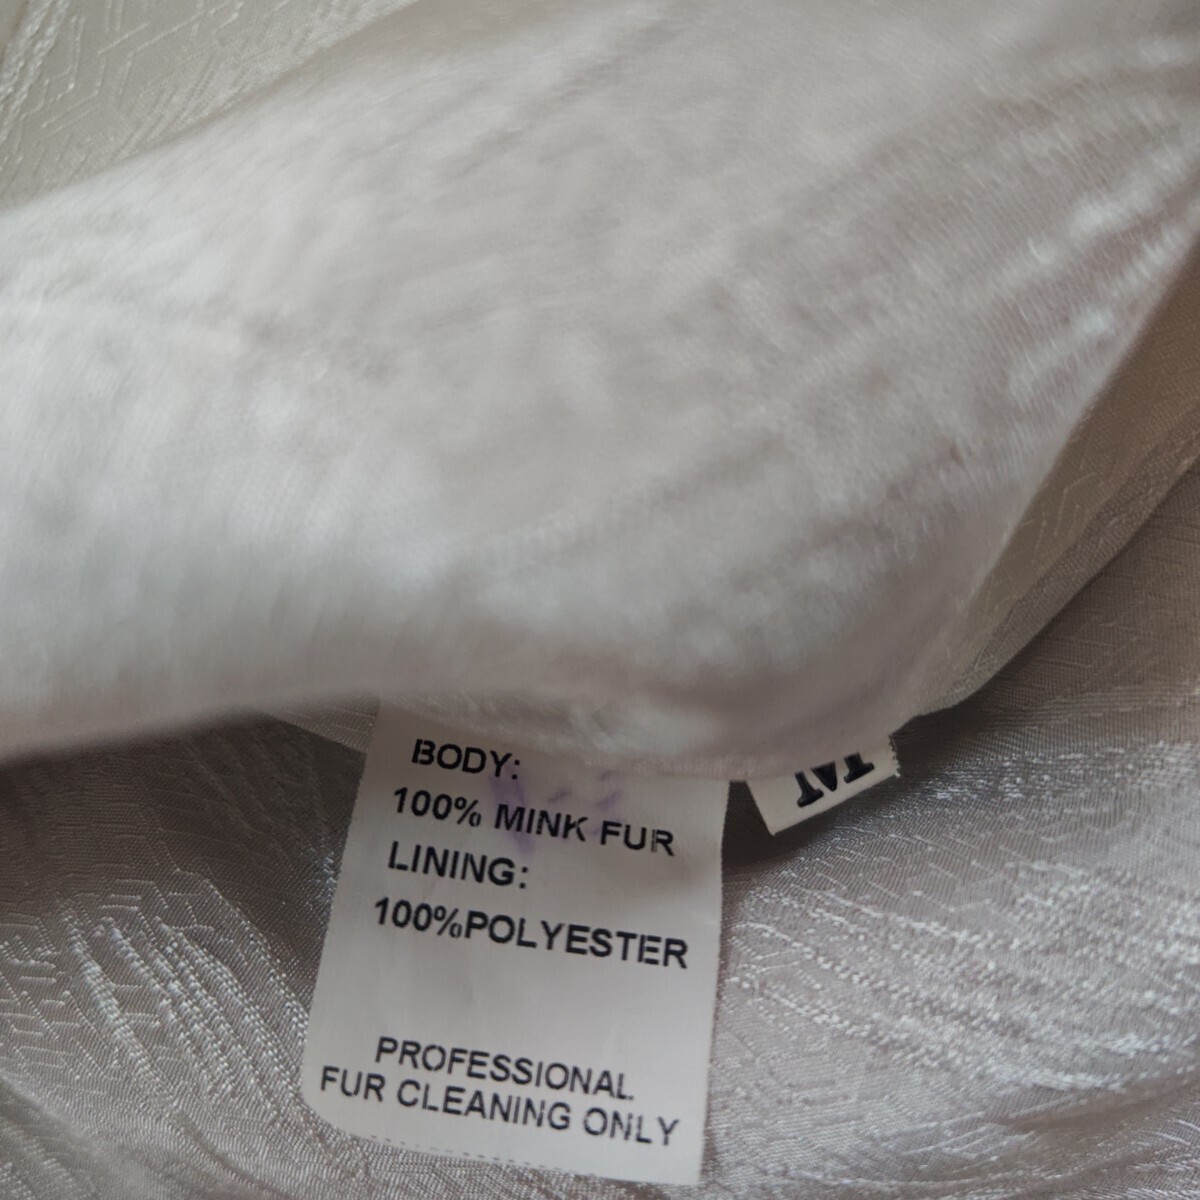 BODY:
100% MINK FUR
LINING:
100%POLYESTER
PROFESSIONAL
FUR CLEANING ONLY
M